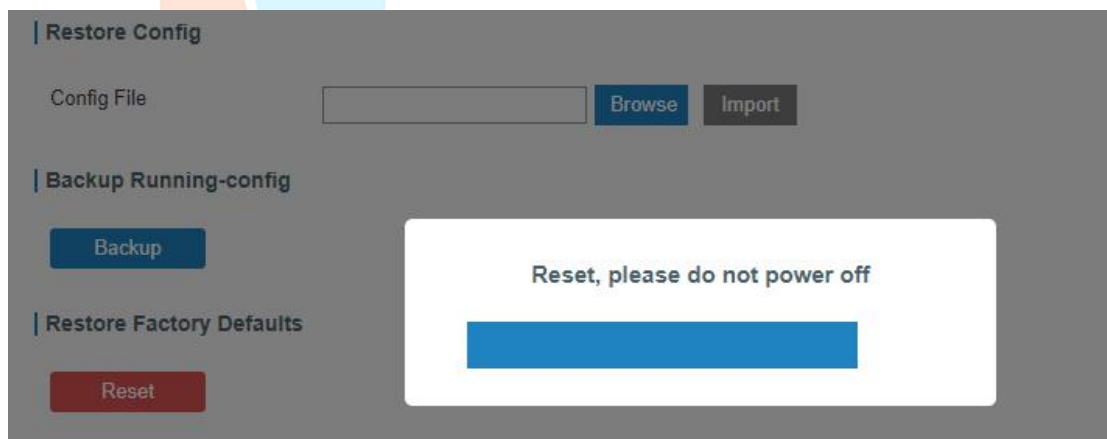 Restore Config
Config File
Browse
Import
Backup Running-config
Backup
Reset, please do not power off
Restore Factory Defaults
Reset